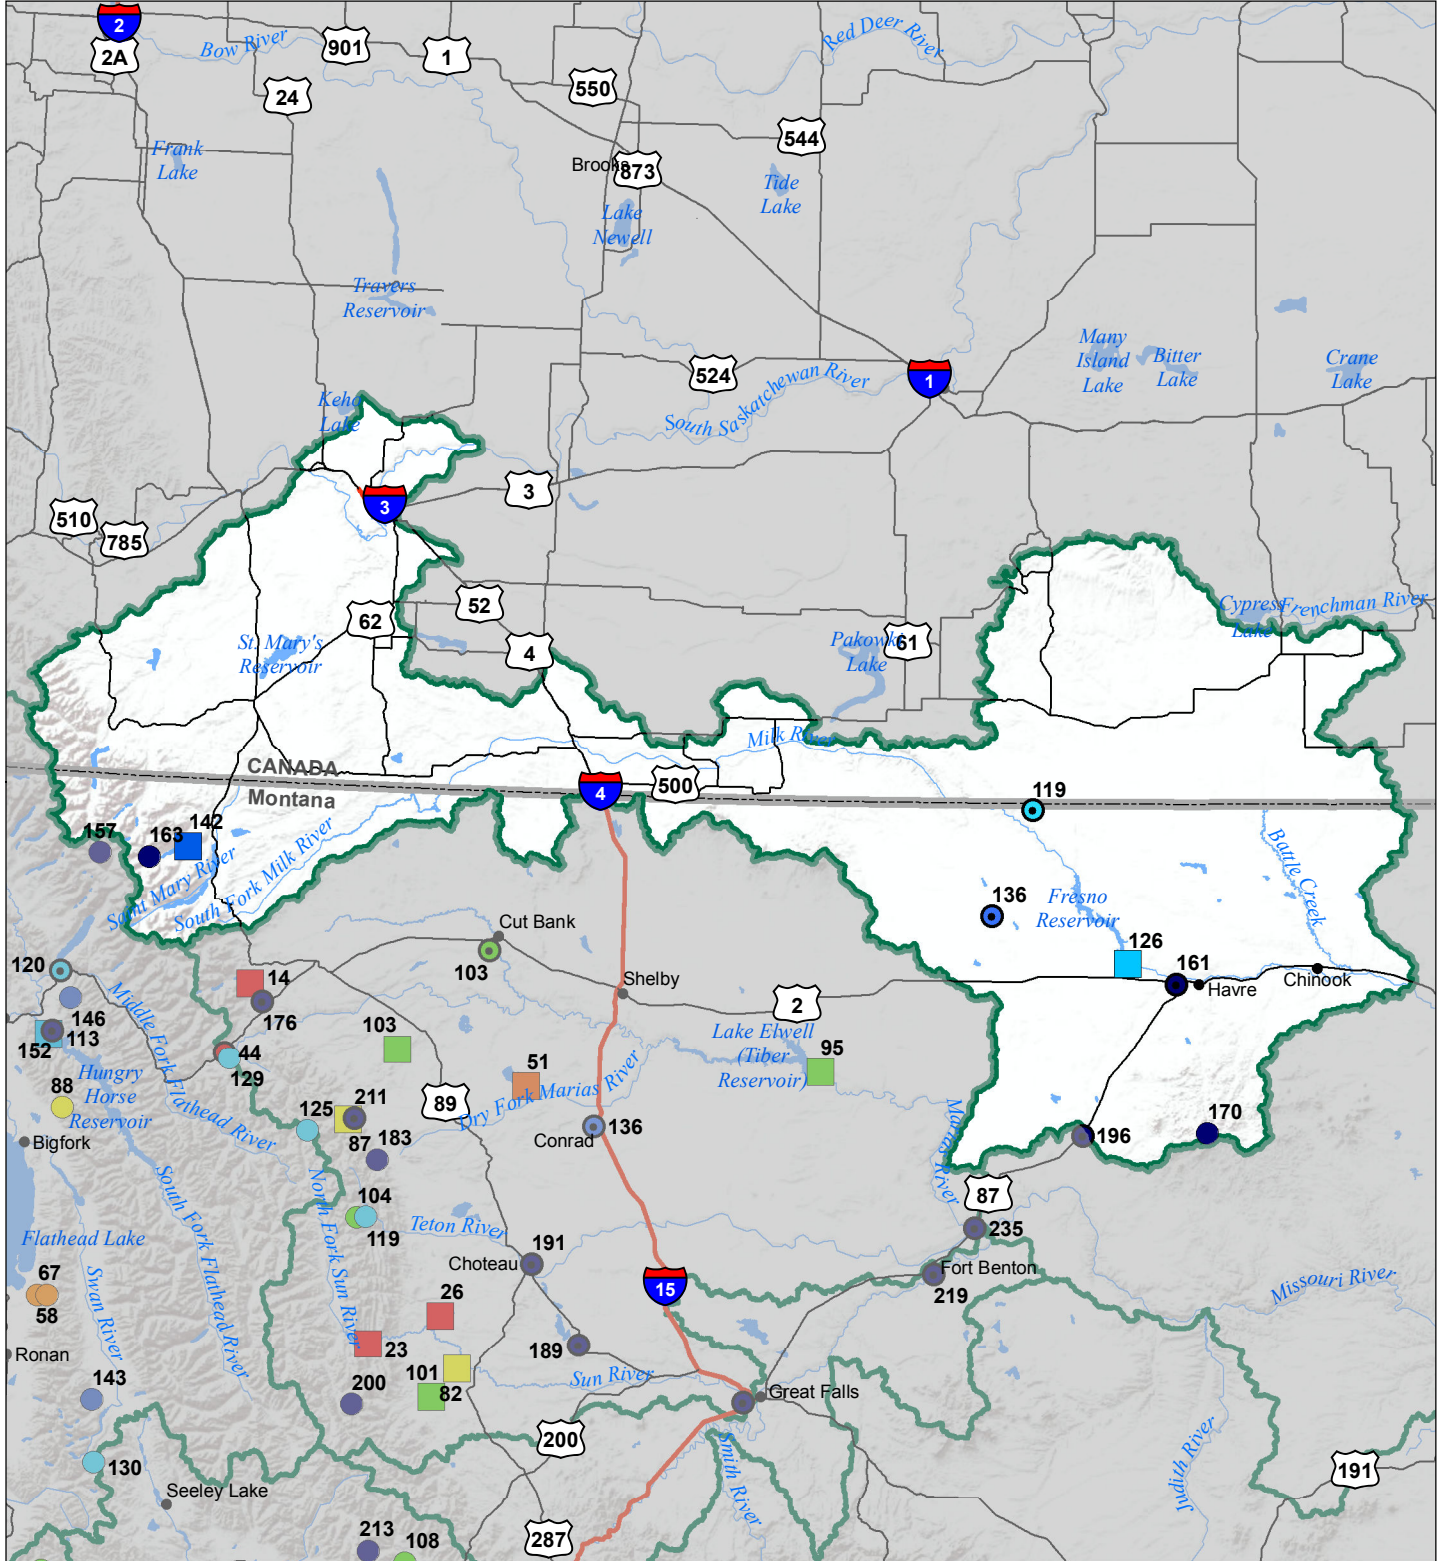 2
2A
Bow River
901
1
24
550
Red Deer River
544
Frank
Lake
Brooks
873
Tide
Lake
Lake
Newell
Travers
Reservoir
Many
Island
Lake
Bitter
Lake
Crane
Lake
524
1
South Saskatchewan River
Keho
Lake
3
3
510
785
52
62
4
61
St. Mary's
Reservoir
Pakowki
Lake
Cypress
Lake
Frenchman River
Milk River
CANADA
Montana
4
500
119
157
163
142
Saint Mary River
South Fork Milk River
Battle Creek
136
Fresno
Reservoir
Cut Bank
103
126
161
Havre
Chinook
120
14
176
Shelby
2
146
113
152
Middle Fork Flathead River
44
129
103
51
Lake Elwell
(Tiber
Reservoir)
95
Hungry
Horse
Reservoir
88
Bigfork
125
211
87
183
89
Dry Fork Marias River
136
Conrad
Marias River
196
170
87
235
104
119
Teton River
North Fork Sun River
South Fork Flathead River
Flathead Lake
191
Choteau
15
Fort Benton
219
Missouri River
67
58
Swan River
26
23
189
Sun River
Ronan
143
101
82
200
Great Falls
200
Smith River
Judith River
191
130
Seeley Lake
287
213
108